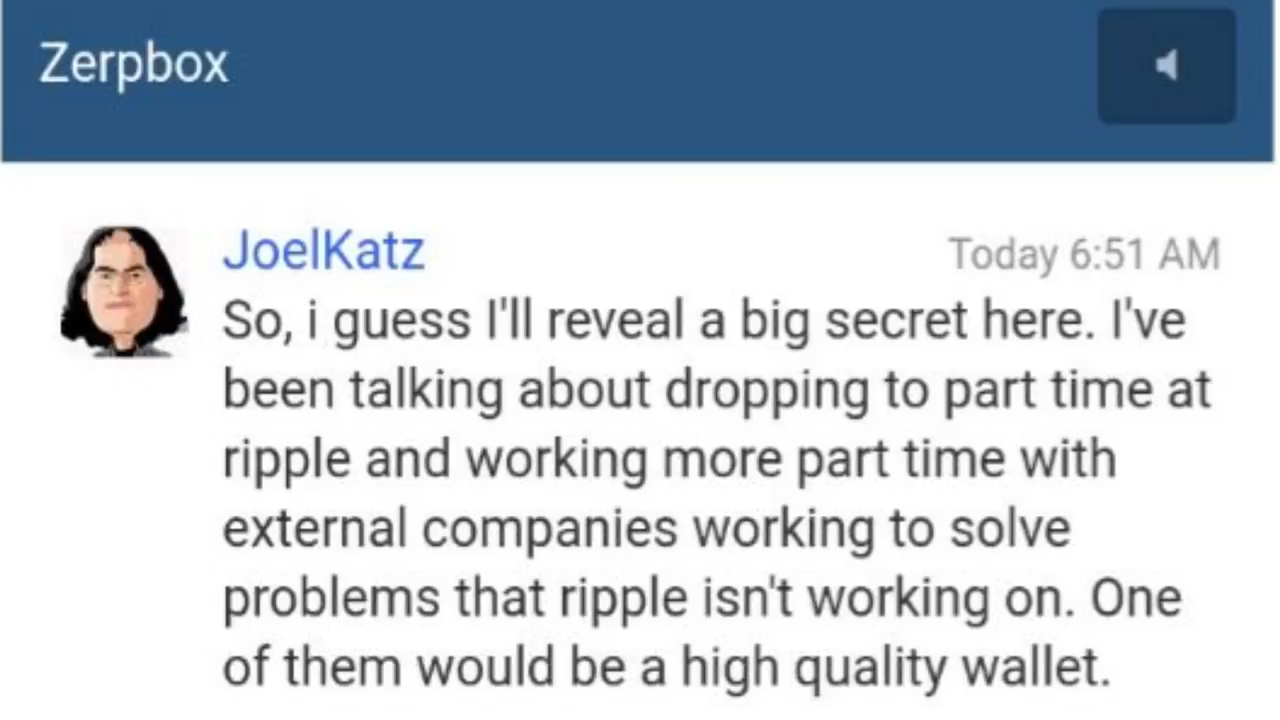 Zerpbox
JoelKatz
Today 6:51 AM
So, i guess I'll reveal a big secret here. I've
been talking about dropping to part time at
ripple and working more part time with
external companies working to solve
problems that ripple isn't working on. One
of them would be a high quality wallet.